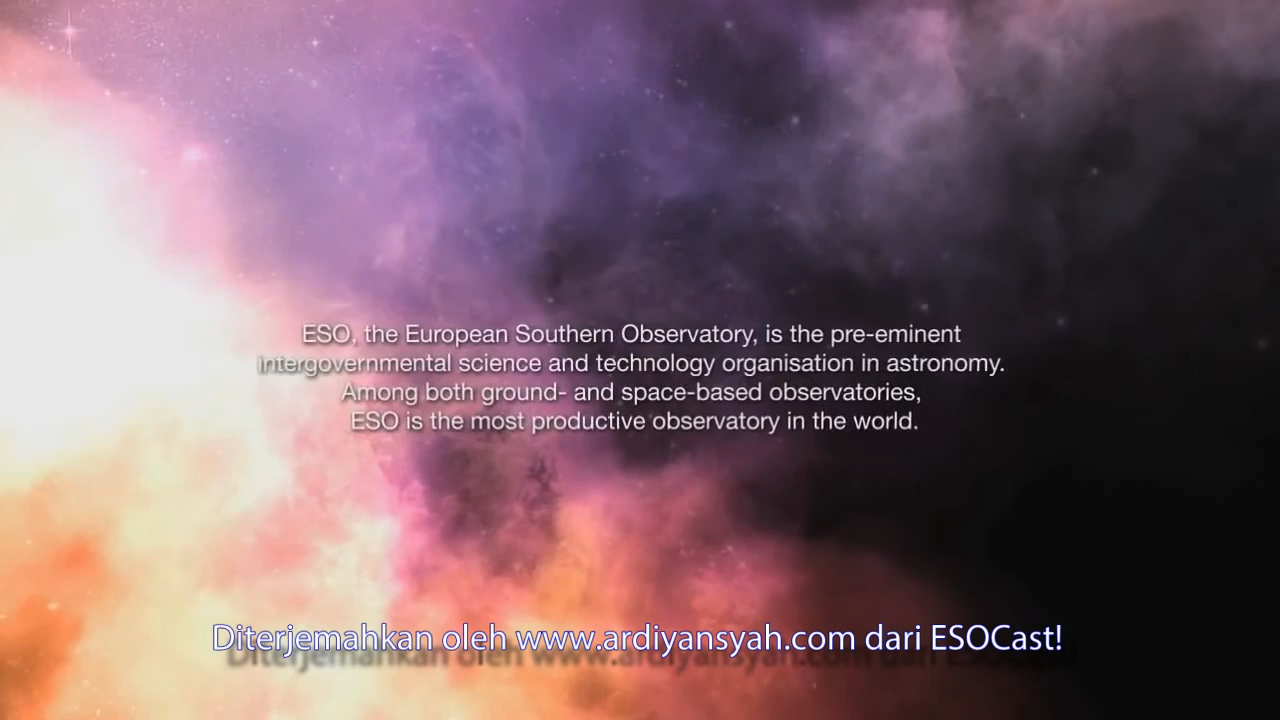 ESO, the European Southern Observatory, is the pre-eminent
intergovernmental science and technology organisation in astronomy.
Among both ground- and space-based observatories,
ESO is the most productive observatory in the world.
Diterjemahkan oleh www.ardiyansyah.com dari ESOCast!